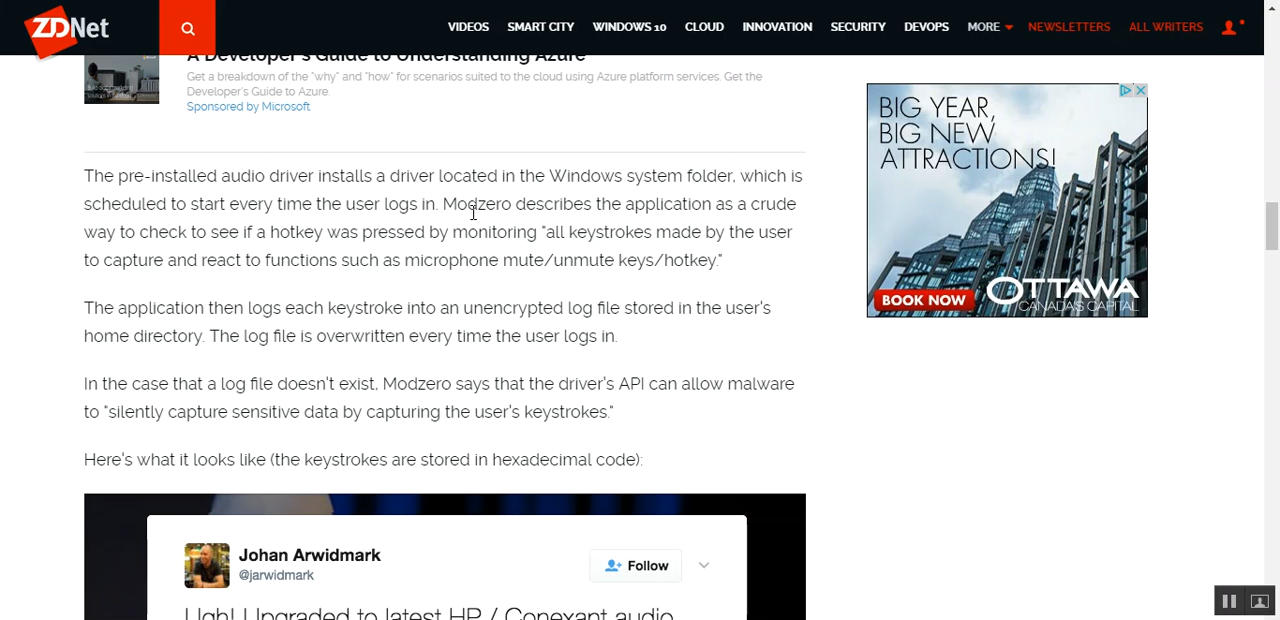 ZDNet
VIDEOS SMART CITY WINDOWS 10 CLOUD INNOVATION SECURITY DEVOPS MORE NEWSLETTERS ALL WRITERS
A Developer's Guide to Understanding Azure
Get a breakdown of the "why" and "how" for scenarios suited to the cloud using Azure platform services. Get the
Developer's Guide to Azure.
Sponsored by Microsoft
The pre-installed audio driver installs a driver located in the Windows system folder, which is
scheduled to start every time the user logs in. Modzero describes the application as a crude
way to check to see if a hotkey was pressed by monitoring "all keystrokes made by the user
to capture and react to functions such as microphone mute/unmute keys/hotkey."
The application then logs each keystroke into an unencrypted log file stored in the user's
home directory. The log file is overwritten every time the user logs in.
In the case that a log file doesn't exist, Modzero says that the driver's API can allow malware
to "silently capture sensitive data by capturing the user's keystrokes."
Here's what it looks like (the keystrokes are stored in hexadecimal code):
Johan Arwidmark
@jarwidmark
Follow
Ugh! Upgraded to latest HP / Conexant audio
BIG YEAR,
BIG NEW
ATTRACTIONS!
BOOK NOW
OTTAWA
CANADA'S CAPITAL